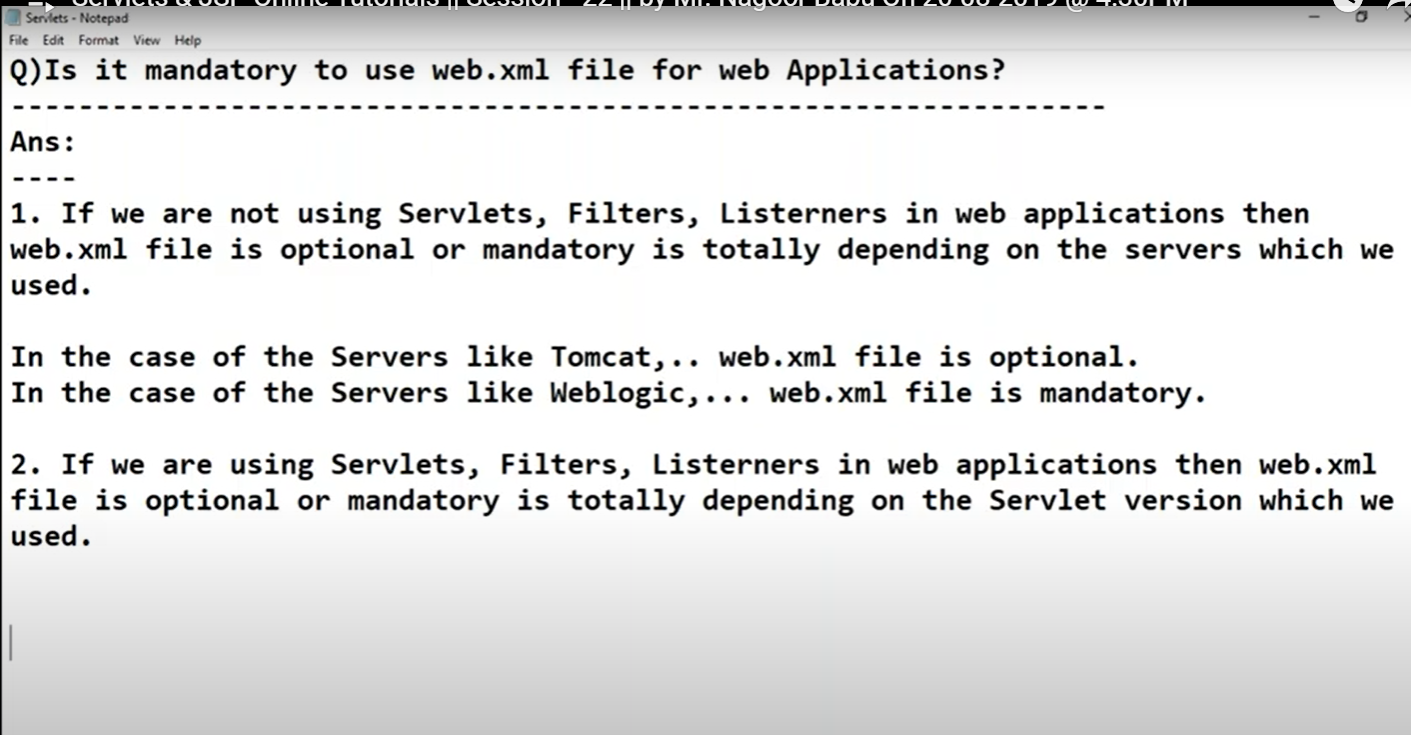 Servlets & JSP Online Tutorials || Session - 22 || by Mr. Nagoor Babu On 20-08-2019 @ 4:30PM
Servlets - Notepad
File Edit Format View Help
Q)Is it mandatory to use web.xml file for web Applications?
-----------------------------------------------------------------
Ans:
----
1. If we are not using Servlets, Filters, Listerners in web applications then
web.xml file is optional or mandatory is totally depending on the servers which we
used.
In the case of the Servers like Tomcat,.. web.xml file is optional.
In the case of the Servers like Weblogic,... web.xml file is mandatory.
2. If we are using Servlets, Filters, Listerners in web applications then web.xml
file is optional or mandatory is totally depending on the Servlet version which we
used.